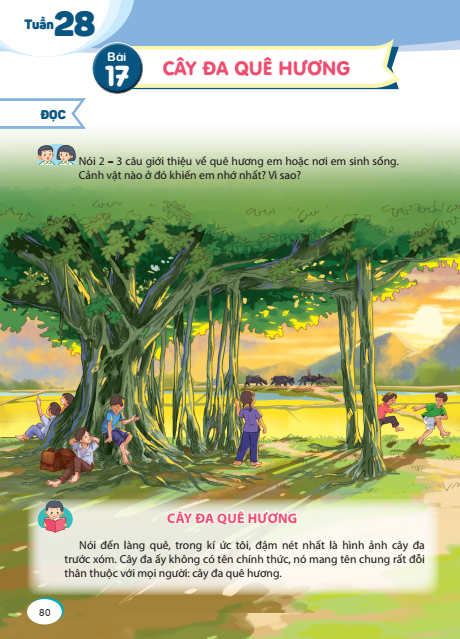 Tuần 28
Bài
17
CÂY ĐA QUÊ HƯƠNG
ĐỌC
Nói 2 – 3 câu giới thiệu về quê hương em hoặc nơi em sinh sống.
Cảnh vật nào ở đó khiến em nhớ nhất? Vì sao?
CÂY ĐA QUÊ HƯƠNG
Nói đến làng quê, trong kí ức tôi, đậm nét nhất là hình ảnh cây đa
trước xóm. Cây đa ấy không có tên chính thức, nó mang tên chung rất đỗi
thân thuộc với mọi người: cây đa quê hương.
80